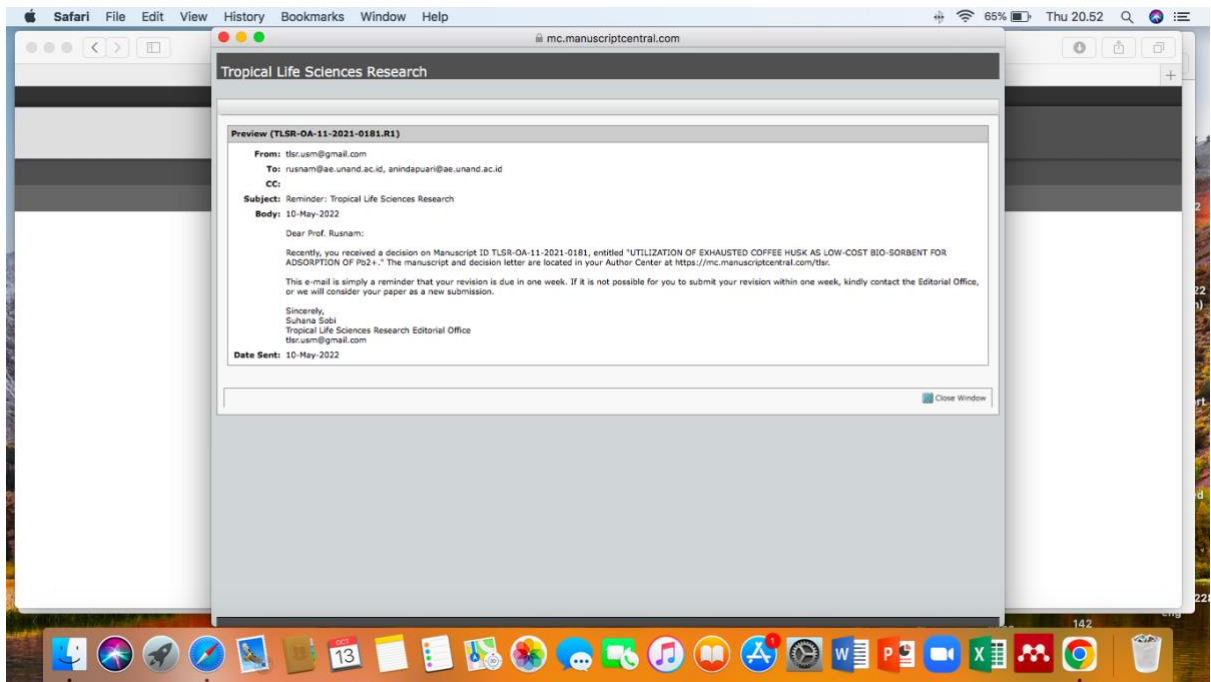 Safari File Edit View History Bookmarks Window Help 65% Thu 20.52
mc.manuscriptcentral.com
Tropical Life Sciences Research
Preview (TLSR-OA-11-2021-0181.R1)
From: tlsr.usm@gmail.com
To: rusnam@ae.unand.ac.id, anindapuari@ae.unand.ac.id
CC:
Subject: Reminder: Tropical Life Sciences Research
Body: 10-May-2022
Dear Prof. Rusnam:
Recently, you received a decision on Manuscript ID TLSR-OA-11-2021-0181, entitled "UTILIZATION OF EXHAUSTED COFFEE HUSK AS LOW-COST BIO-SORBENT FOR
ADSORPTION OF Pb2+." The manuscript and decision letter are located in your Author Center at https://mc.manuscriptcentral.com/tlsr.
This e-mail is simply a reminder that your revision is due in one week. If it is not possible for you to submit your revision within one week, kindly contact the Editorial Office,
or we will consider your paper as a new submission.
Sincerely,
Suhana Sobi
Tropical Life Sciences Research Editorial Office
tlsr.usm@gmail.com
Date Sent: 10-May-2022
Close Window
142
OCT
13